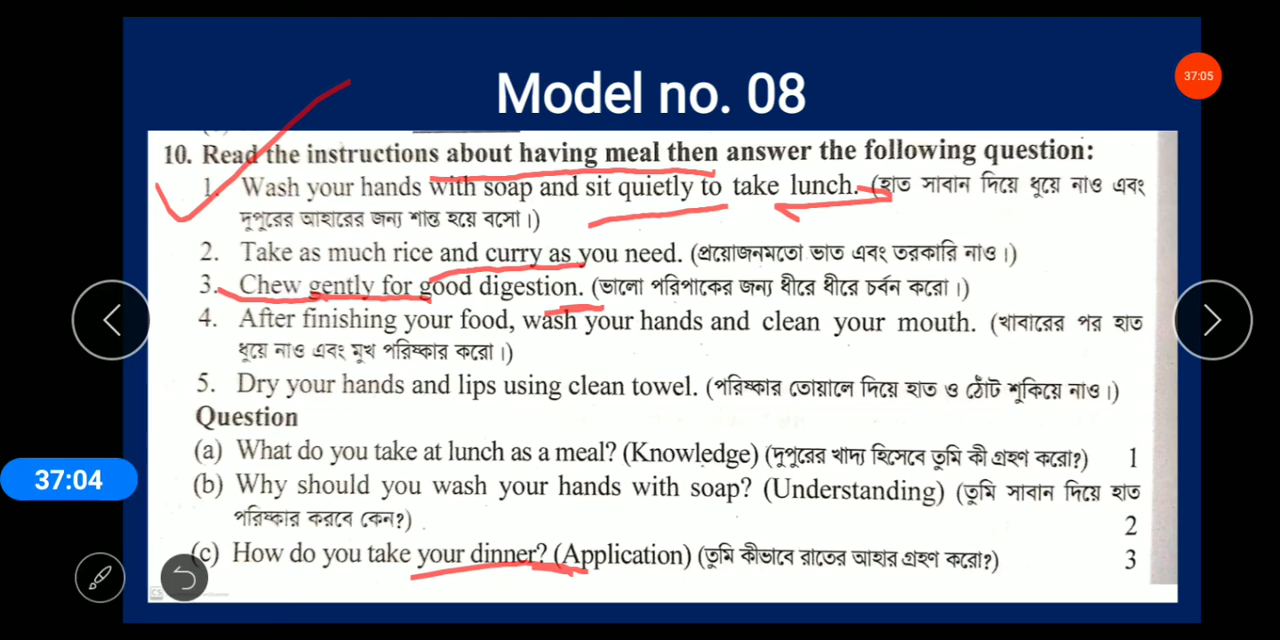 Model no. 08
37:05
10. Read the instructions about having meal then answer the following question:
1. Wash your hands with soap and sit quietly to take lunch. (হাত সাবান দিয়ে ধুয়ে নাও এবং
দুপুরের আহারের জন্য শান্ত হয়ে বসো।)
2. Take as much rice and curry as you need. (প্রয়োজনমতো ভাত এবং তরকারি নাও।)
3. Chew gently for good digestion. (ভালো পরিপাকের জন্য ধীরে ধীরে চর্বন করো।)
4. After finishing your food, wash your hands and clean your mouth. (খাবারের পর হাত
ধুয়ে নাও এবং মুখ পরিষ্কার করো।)
5. Dry your hands and lips using clean towel. (পরিষ্কার তোয়ালে দিয়ে হাত ও ঠোঁট শুকিয়ে নাও।)
Question
(a) What do you take at lunch as a meal? (Knowledge) (দুপুরের খাদ্য হিসেবে তুমি কী গ্রহণ করো?) 1
37:04
(b) Why should you wash your hands with soap? (Understanding) (তুমি সাবান দিয়ে হাত
পরিষ্কার করবে কেন?) 2
(c) How do you take your dinner? (Application) (তুমি কীভাবে রাতের আহার গ্রহণ করো?) 3
CS